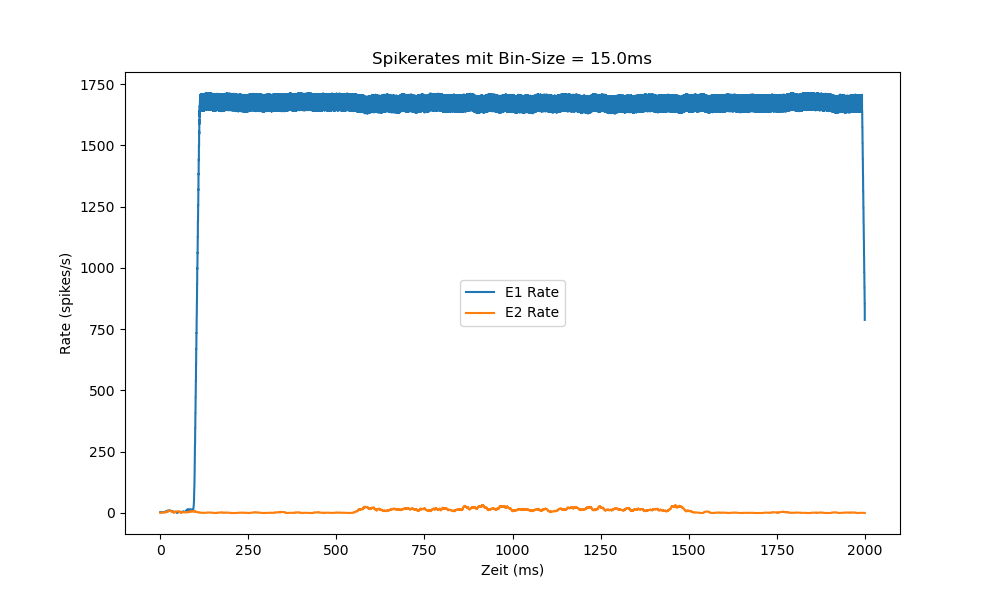 Spikerates mit Bin-Size = 15.0ms
1750
1500
1250
1000
750
500
250
0
Rate (spikes/s)
E1 Rate
E2 Rate
0 250 500 750 1000 1250 1500 1750 2000
Zeit (ms)